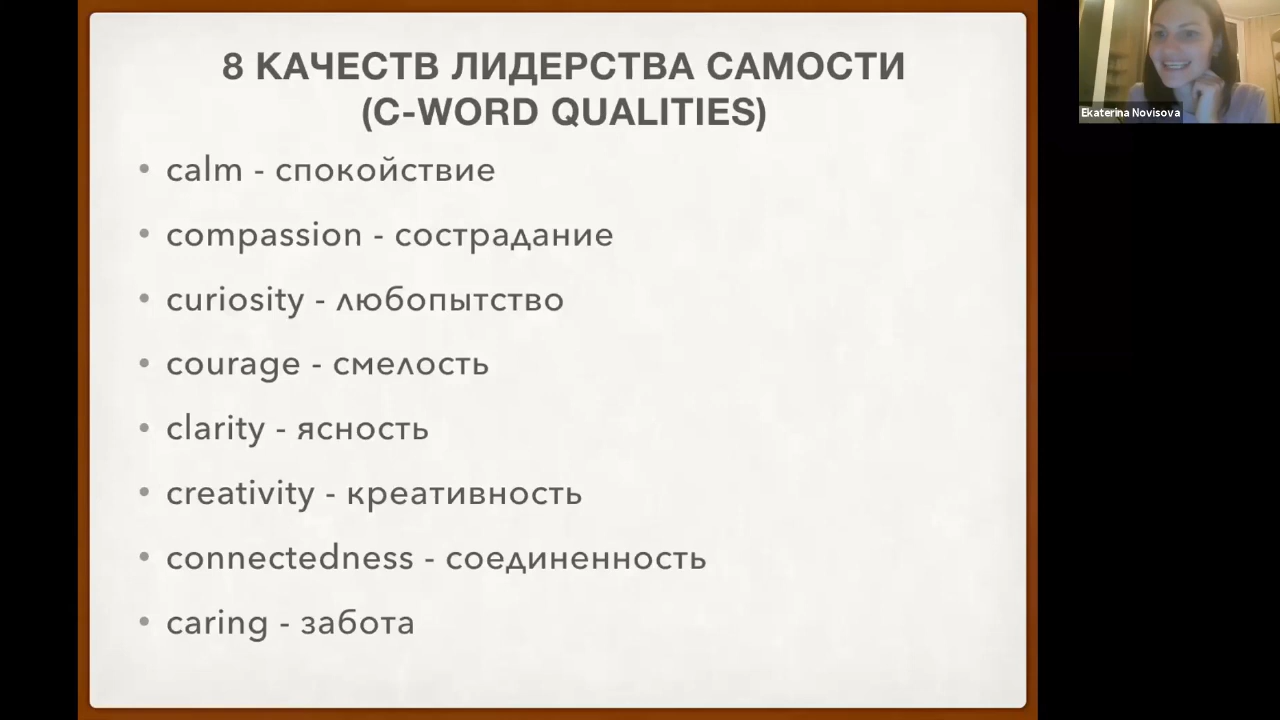 8 КАЧЕСТВ ЛИДЕРСТВА САМОСТИ
(C-WORD QUALITIES)
• calm - спокойствие
• compassion - сострадание
• curiosity - любопытство
• courage - смелость
• clarity - ясность
• creativity - креативность
• connectedness - соединенность
• caring - забота
Ekaterina Novisova